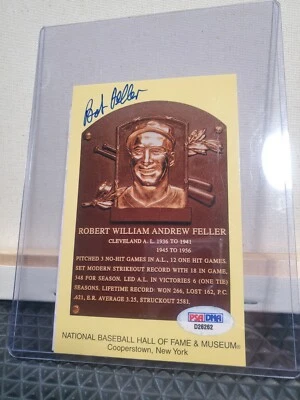 Bob Feller
ROBERT WILLIAM ANDREW FELLER
CLEVELAND A.L. 1936 TO 1941
1945 TO 1956
PITCHED 3 NO-HIT GAMES IN A.L., 12 ONE HIT GAMES.
SET MODERN STRIKEOUT RECORD WITH 18 IN GAME,
348 FOR SEASON. LED A.L. IN VICTORIES 6 (ONE TIE)
SEASONS. LIFETIME RECORD: WON 266, LOST 162, P.C.
.621, E.R. AVERAGE 3.25, STRUCKOUT 2581.
PSA/DNA
D28262
NATIONAL BASEBALL HALL OF FAME & MUSEUM®
Cooperstown, New York